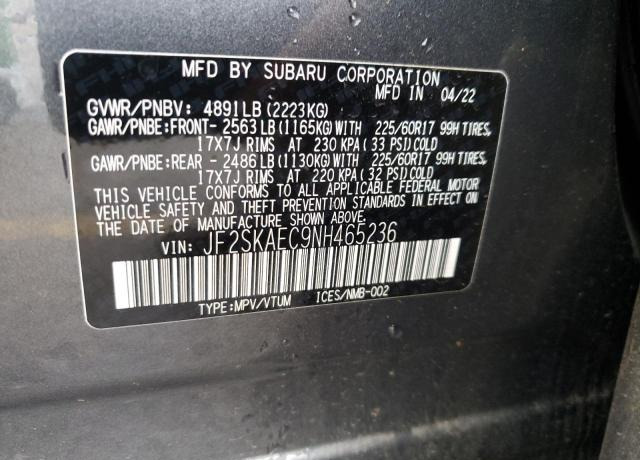 MFD BY SUBARU CORPORATION
MFD IN 04/22
GVWR/PNBV: 4891LB (2223KG)
GAWR/PNBE:FRONT- 2563LB (1165KG) WITH 225/60R17 99H TIRES,
17X7J RIMS AT 230 KPA (33 PSI) COLD
GAWR/PNBE:REAR - 2486LB (1130KG) WITH 225/60R17 99H TIRES,
17X7J RIMS AT 220 KPA (32 PSI) COLD
THIS VEHICLE CONFORMS TO ALL APPLICABLE FEDERAL MOTOR
VEHICLE SAFETY AND THEFT PREVENTION STANDARDS IN EFFECT ON
THE DATE OF MANUFACTURE SHOWN ABOVE.
VIN: JF2SKAEC9NH465236
TYPE:MPV/VTUM ICES/NMB-002